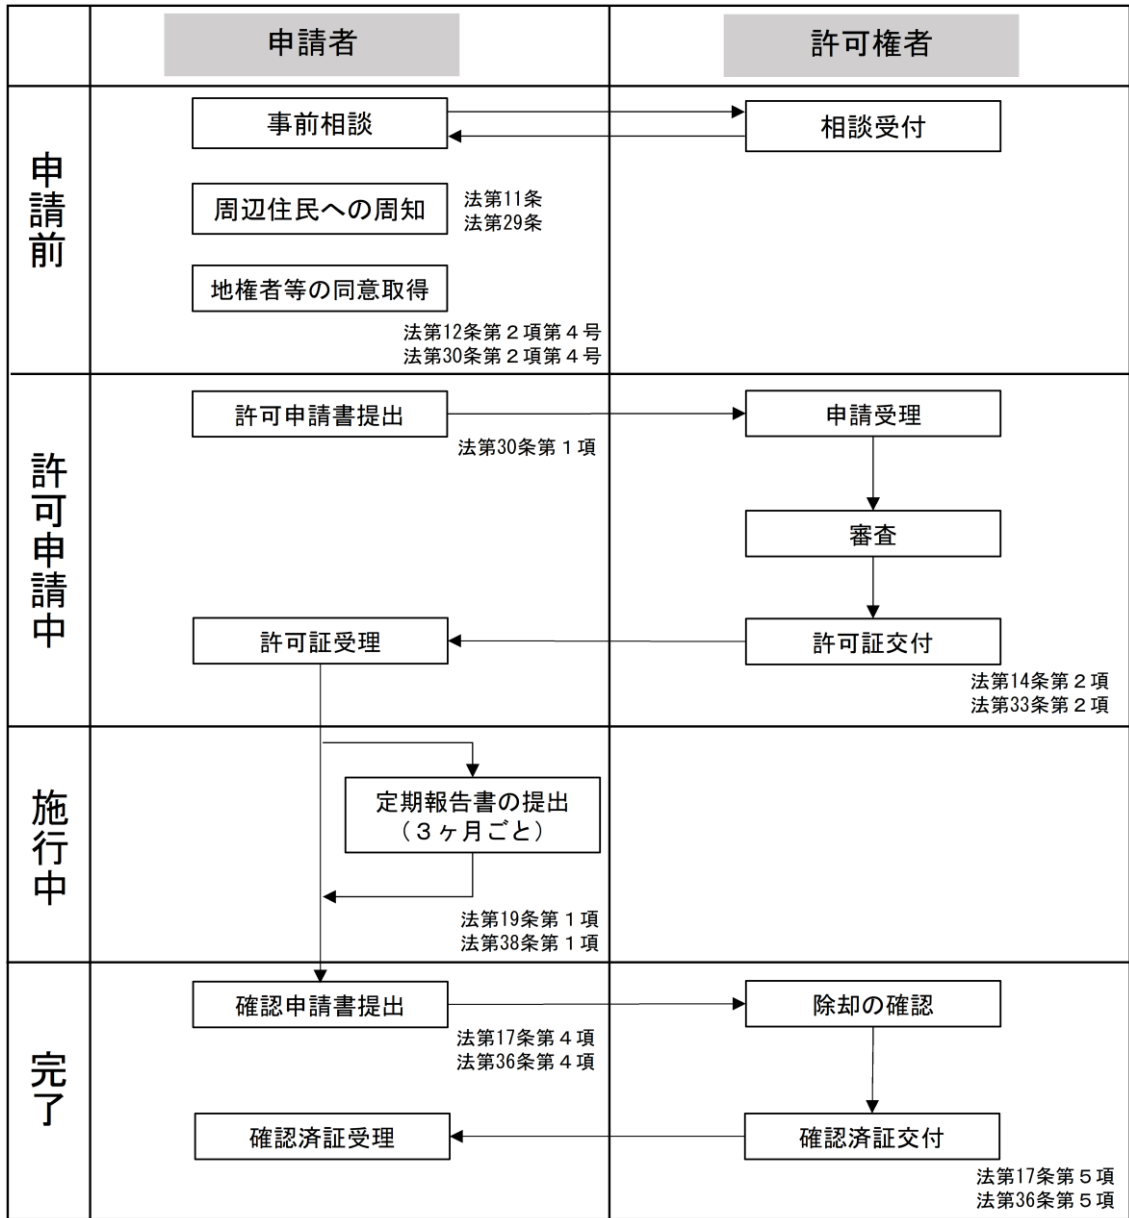 申請者
許可権者
申請前
事前相談
相談受付
周辺住民への周知
法第11条
法第29条
地権者等の同意取得
法第12条第２項第４号
法第30条第２項第４号
許可申請中
許可申請書提出
申請受理
法第30条第１項
審査
許可証受理
許可証交付
法第14条第２項
法第33条第２項
施行中
定期報告書の提出
（３ヶ月ごと）
法第19条第１項
法第38条第１項
完了
確認申請書提出
除却の確認
法第17条第４項
法第36条第４項
確認済証受理
確認済証交付
法第17条第５項
法第36条第５項